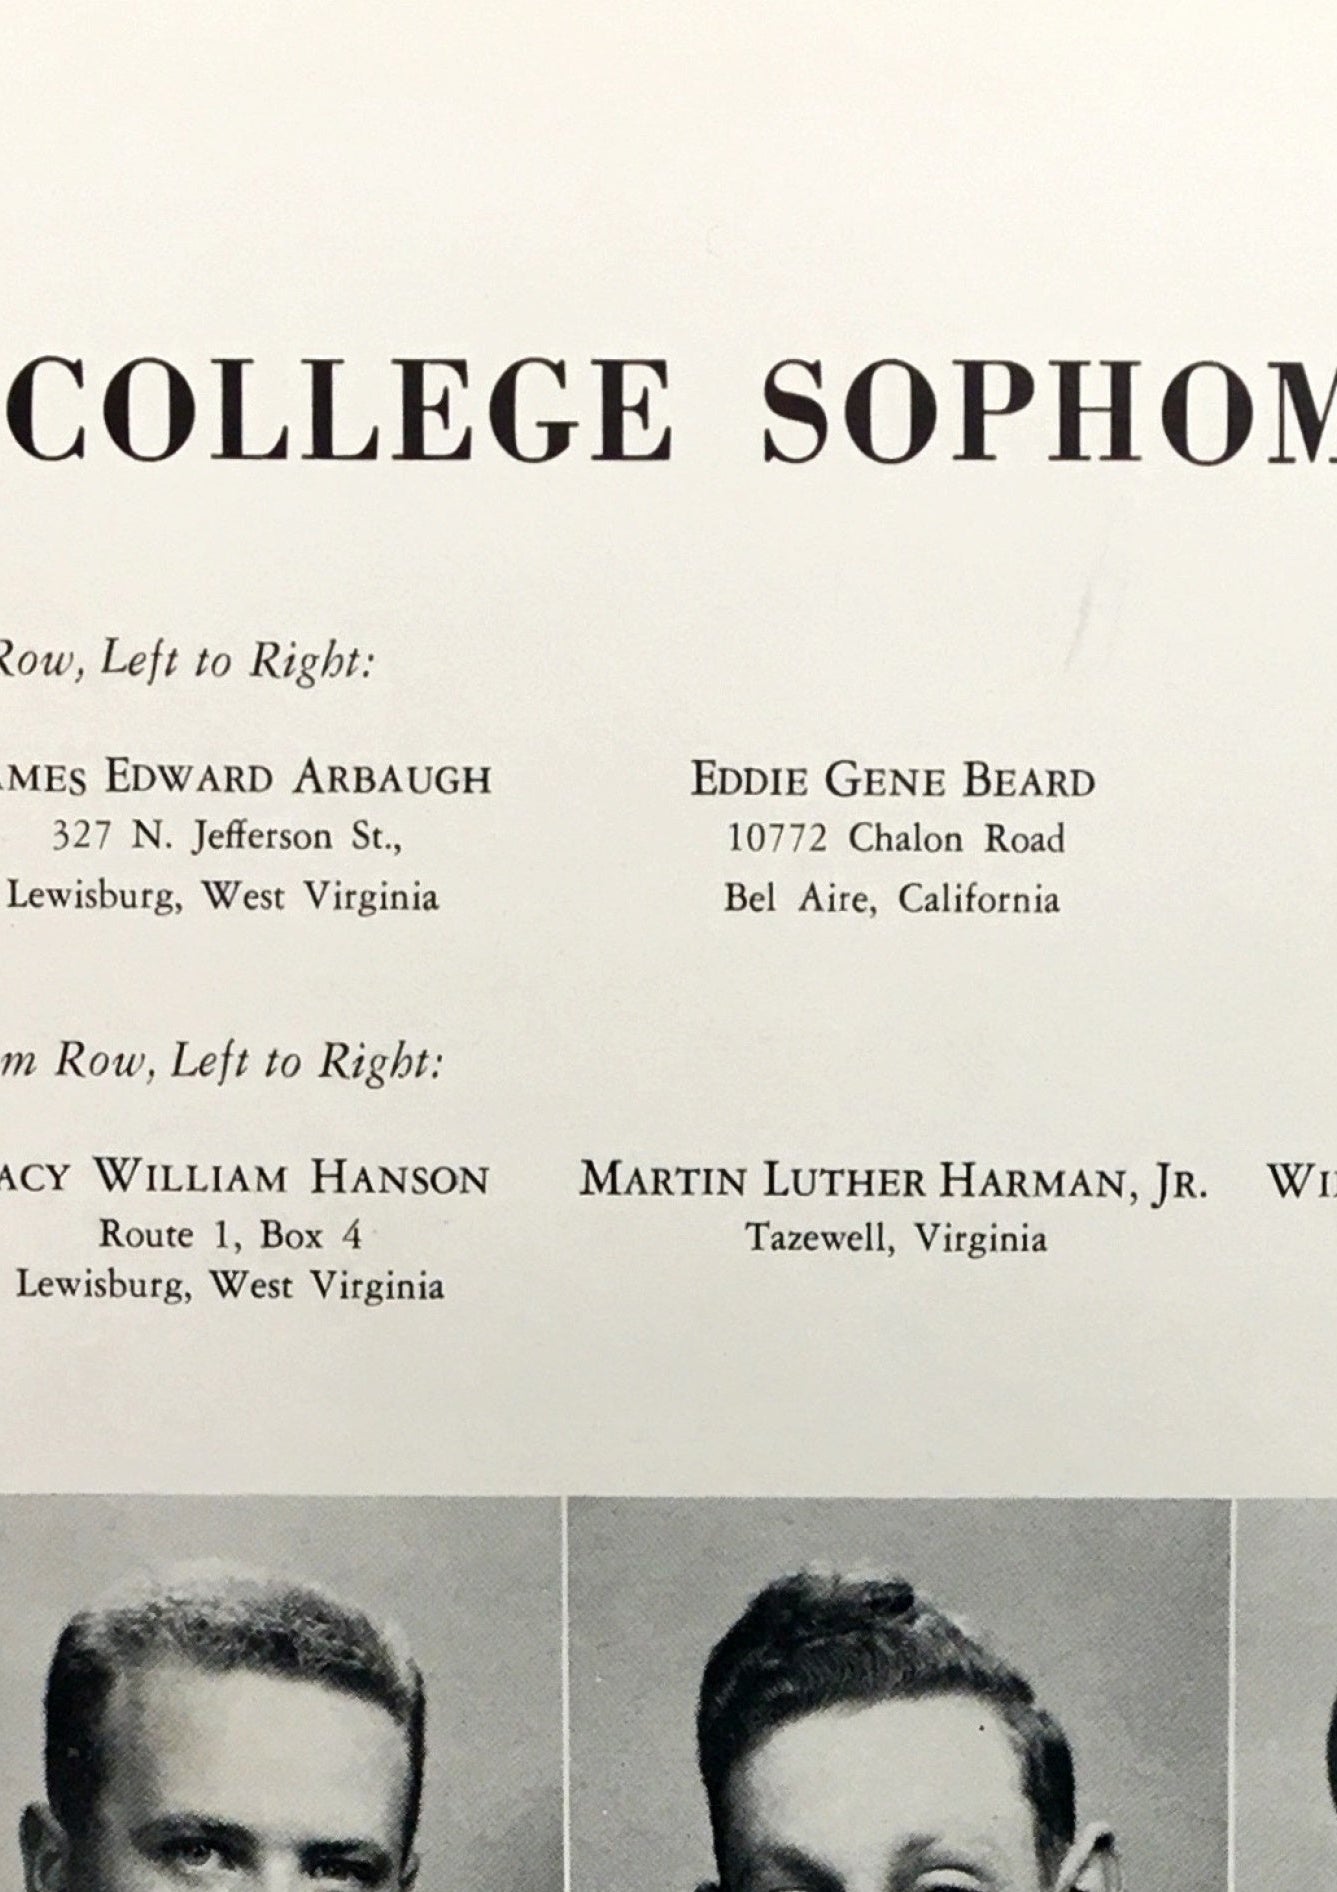 COLLEGE SOPHOM
Row, Left to Right:
AMES EDWARD ARBAUGH
327 N. Jefferson St.,
Lewisburg, West Virginia
EDDIE GENE BEARD
10772 Chalon Road
Bel Aire, California
m Row, Left to Right:
ACY WILLIAM HANSON
Route 1, Box 4
Lewisburg, West Virginia
MARTIN LUTHER HARMAN, JR.
Tazewell, Virginia